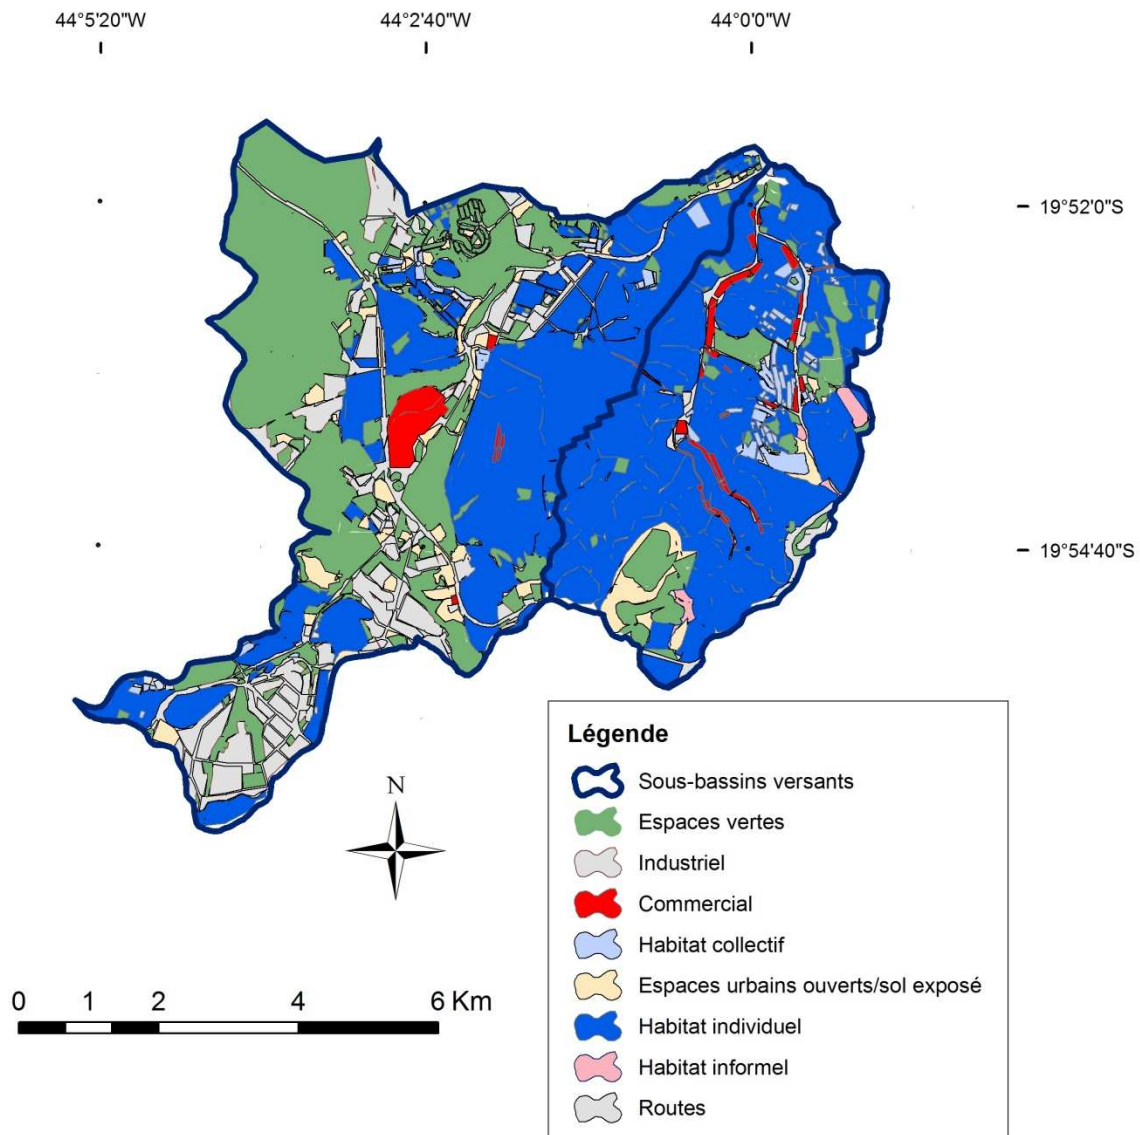 44°5'20"W 44°2'40"W 44°0'0"W
19°52'0"S
19°54'40"S
N
0 1 2 4 6 Km
Légende
Sous-bassins versants
Espaces vertes
Industriel
Commercial
Habitat collectif
Espaces urbains ouverts/sol exposé
Habitat individuel
Habitat informel
Routes